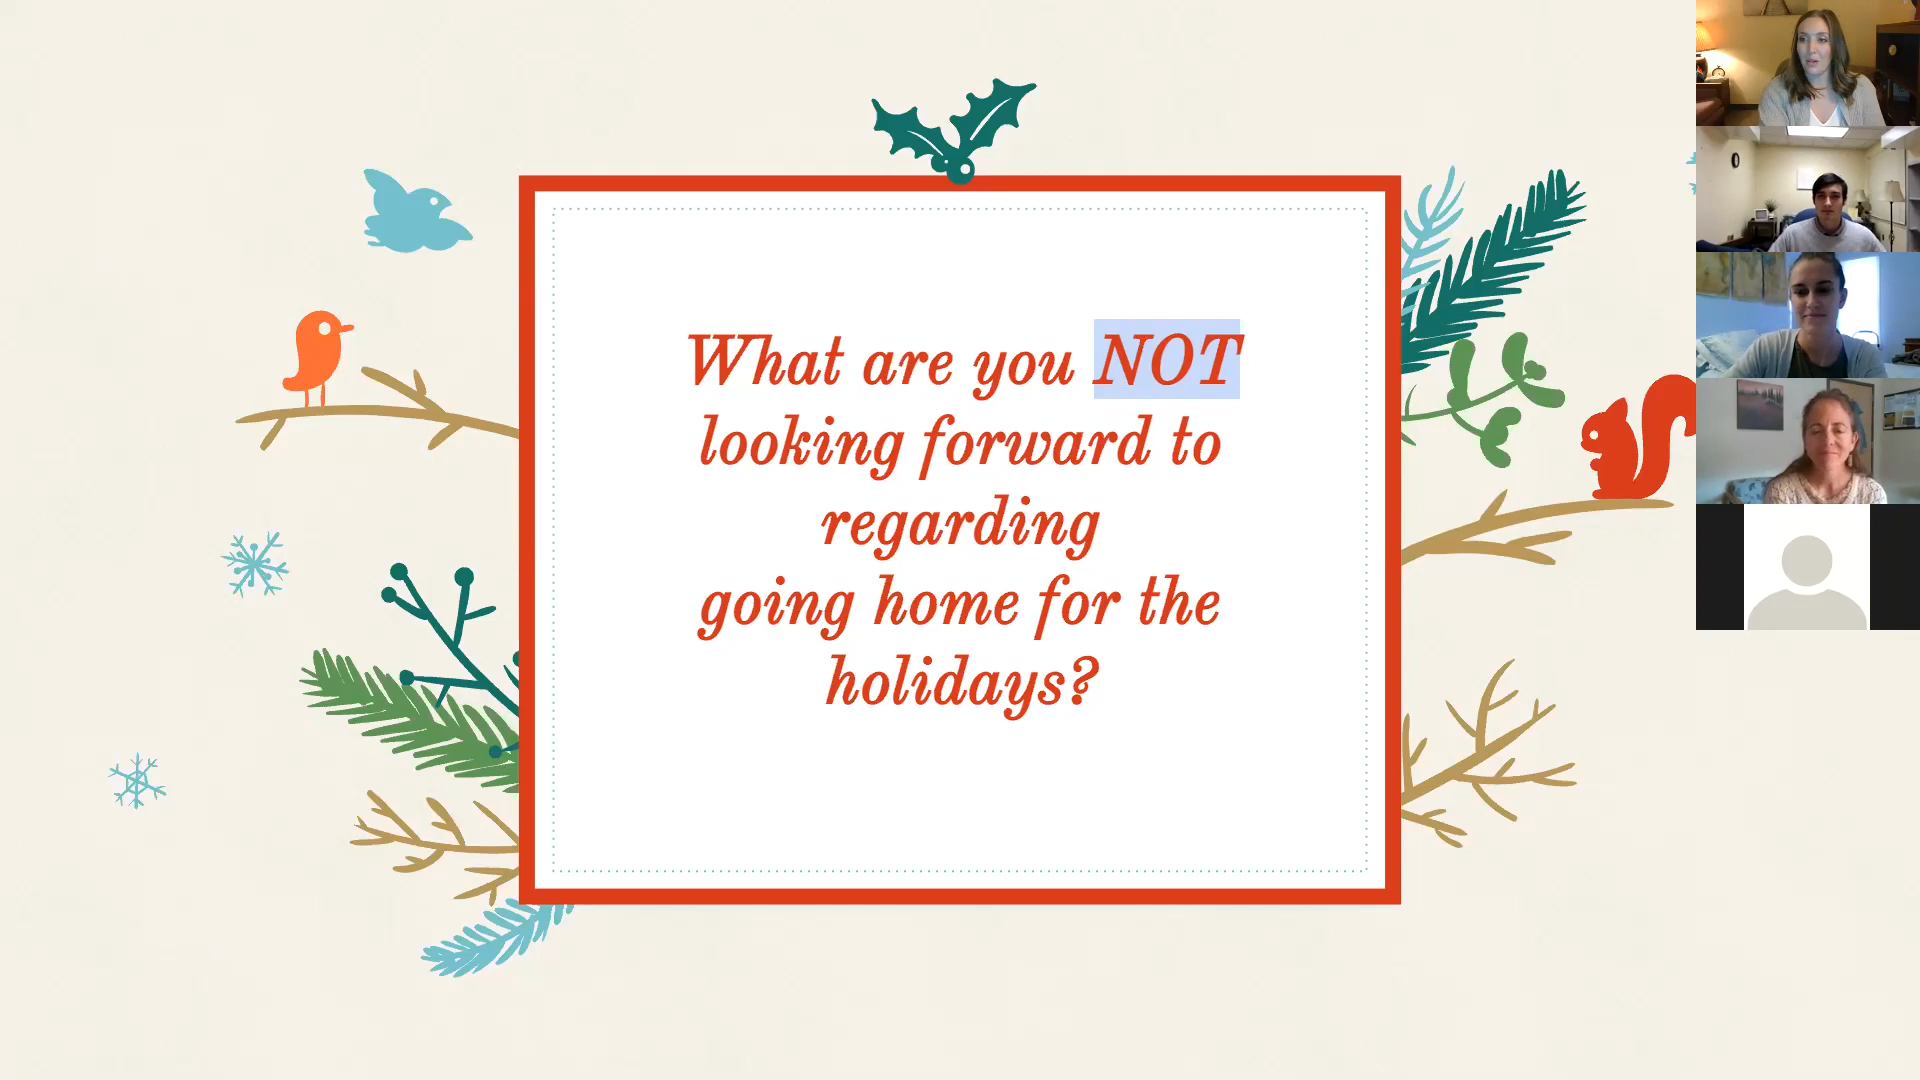 What are you NOT
looking forward to
regarding
going home for the
holidays?